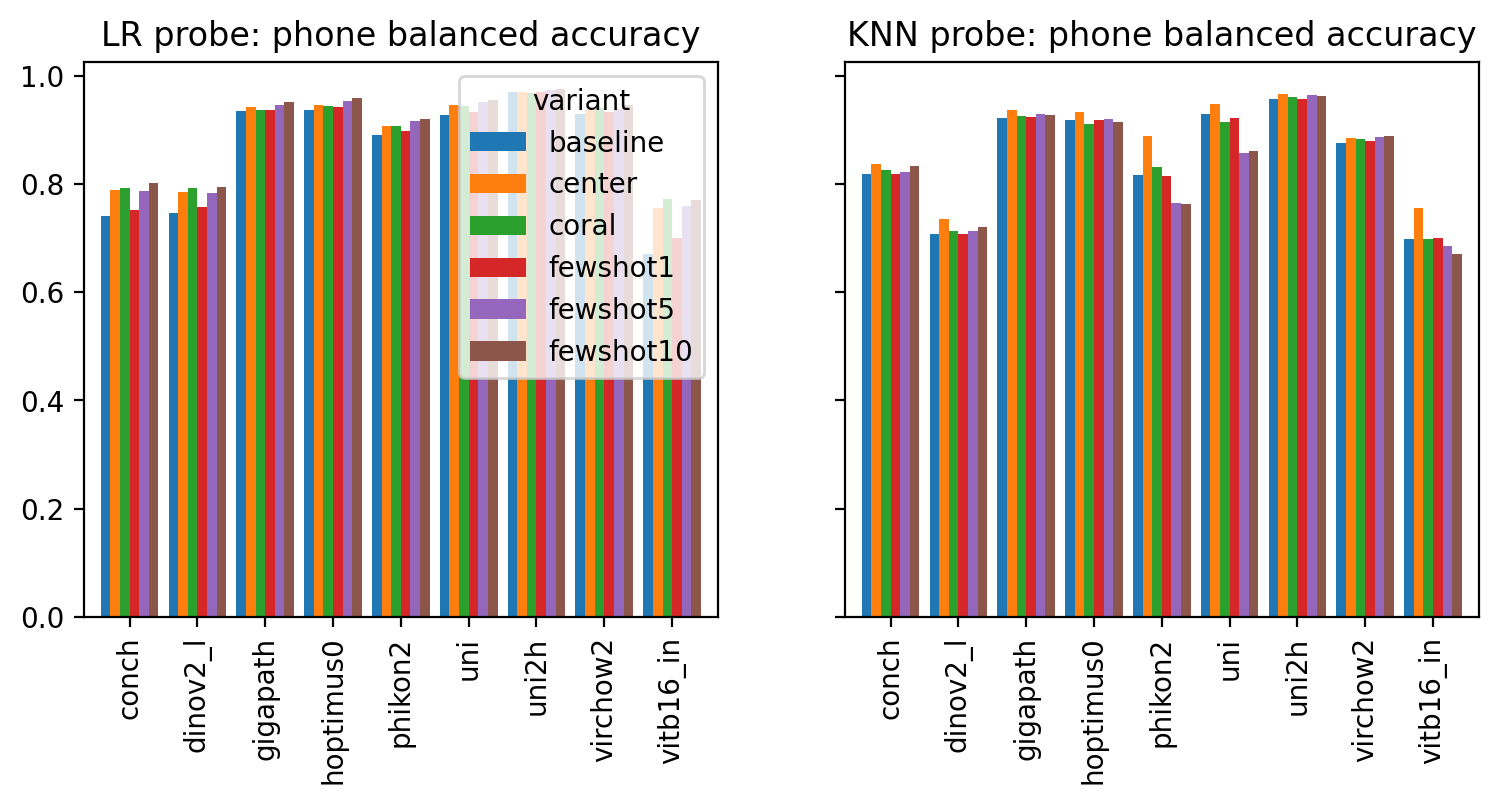 LR probe: phone balanced accuracy
KNN probe: phone balanced accuracy
1.0
0.8
0.6
0.4
0.2
0.0
variant
baseline
center
coral
fewshot1
fewshot5
fewshot10
conch
dinov2_l
gigapath
hoptimus0
phikon2
uni
uni2h
virchow2
vitb16_in
conch
dinov2_l
gigapath
hoptimus0
phikon2
uni
uni2h
virchow2
vitb16_in